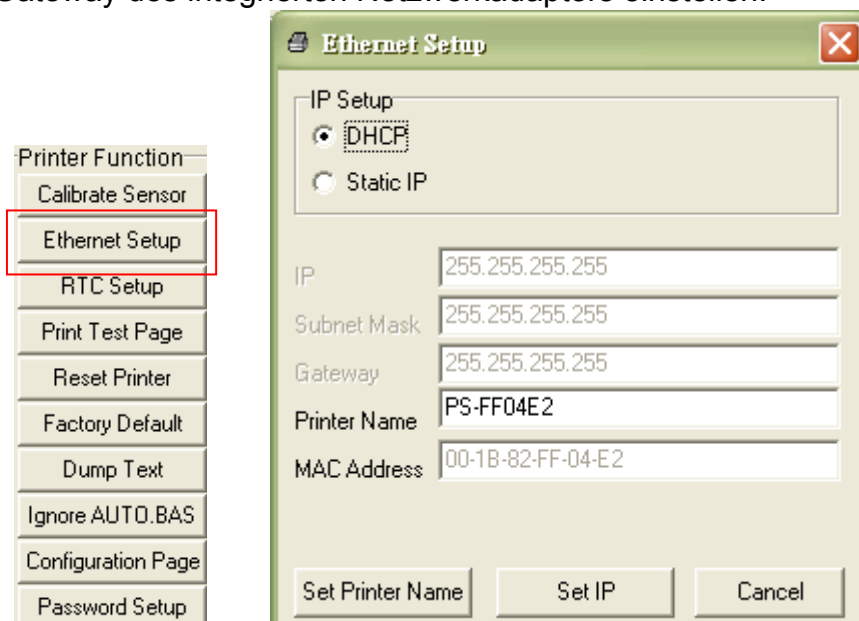 Gateway des integrierten Netzwerkadapters einstellen.
Printer Function
Calibrate Sensor
Ethernet Setup
RTC Setup
Print Test Page
Reset Printer
Factory Default
Dump Text
Ignore AUTO.BAS
Configuration Page
Password Setup
Ethernet Setup
IP Setup
DHCP
Static IP
IP 255.255.255.255
Subnet Mask 255.255.255.255
Gateway 255.255.255.255
Printer Name PS-FF04E2
MAC Address 00-1B-82-FF-04-E2
Set Printer Name Set IP Cancel